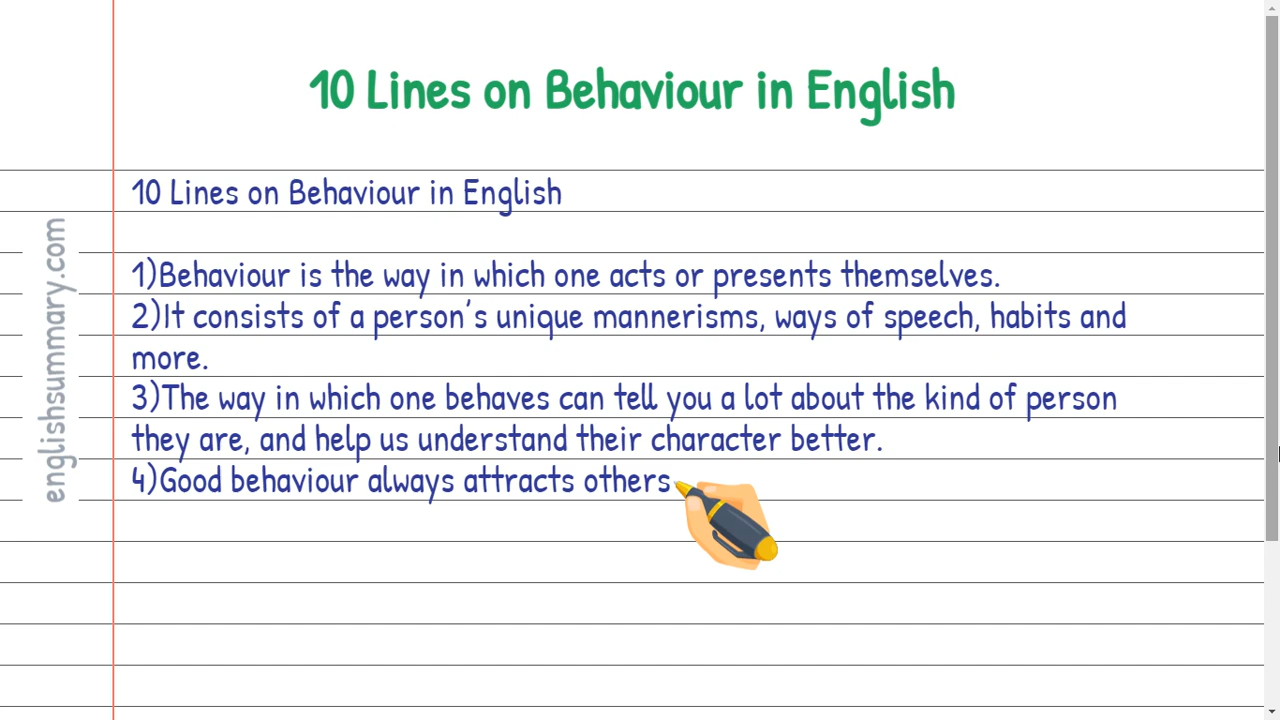 10 Lines on Behaviour in English
10 Lines on Behaviour in English
1)Behaviour is the way in which one acts or presents themselves.
2)It consists of a person's unique mannerisms, ways of speech, habits and
more.
3)The way in which one behaves can tell you a lot about the kind of person
they are, and help us understand their character better.
4)Good behaviour always attracts others
englishsummary.com